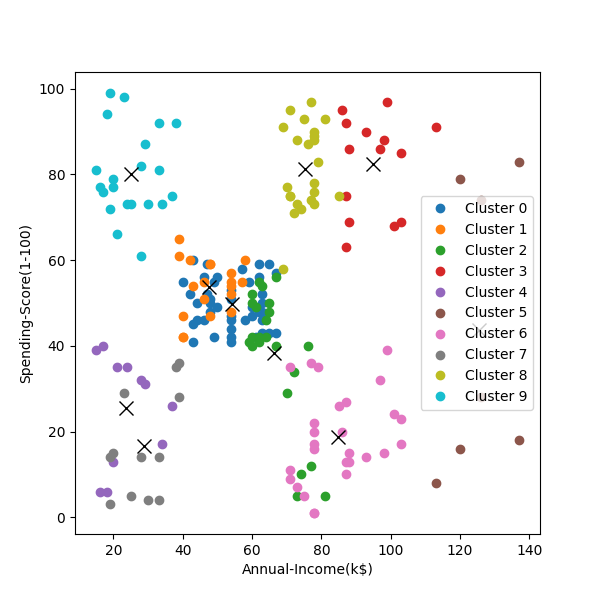 100
80
60
40
20
0
Spending-Score(1-100)
Cluster 0
Cluster 1
Cluster 2
Cluster 3
Cluster 4
Cluster 5
Cluster 6
Cluster 7
Cluster 8
Cluster 9
20 40 60 80 100 120 140
Annual-Income(k$)